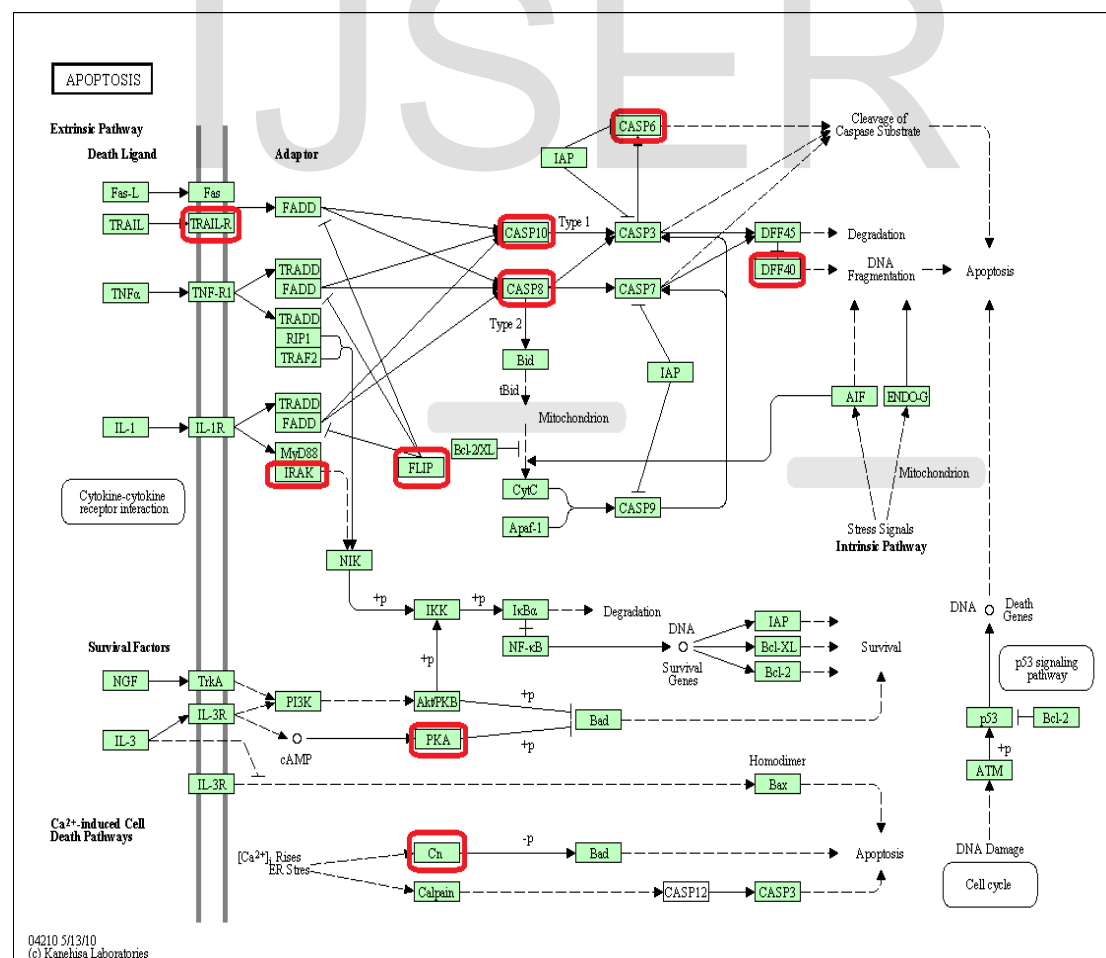 IJSER
APOPTOSIS
Extrinsic Pathway
Death Ligand
Adaptor
Fas-L
Fas
TRAIL
TRAIL-R
FADD
TNFα
TNF-R1
TRADD
FADD
TRADD
RIP1
TRAF2
IL-1
IL-1R
TRADD
FADD
MyD88
IRAK
Cytokine-cytokine
receptor interaction
FLIP
CASP6
IAP
CASP10
Type 1
CASP3
CASP8
CASP7
Type 2
Bid
tBid
Mitochondrion
Bcl-2/XL
CytC
Apaf-1
CASP9
IAP
DFF45
DFF40
Degradation
DNA
Fragmentation
Cleavage of
Caspase Substrate
Apoptosis
AIF
ENDO-G
Mitochondrion
Stress Signals
Intrinsic Pathway
NIK
+p
IKK
+p
IκBα
Degradation
NF-κB
DNA
Survival
Genes
IAP
Bcl-XL
Bcl-2
Survival
Survival Factors
NGF
TrkA
PI3K
+p
Akt/PKB
+p
IL-3
IL-3R
cAMP
PKA
+p
Bad
IL-3R
Homodimer
Bax
DNA
Death
Genes
p53 signaling
pathway
p53
Bcl-2
+p
ATM
DNA Damage
Cell cycle
Ca2+-induced Cell
Death Pathways
[Ca2+]i Rises
ER Stres
Cn
-p
Bad
Apoptosis
Calpain
CASP12
CASP3
04210 5/13/10
(c) Kanehisa Laboratories